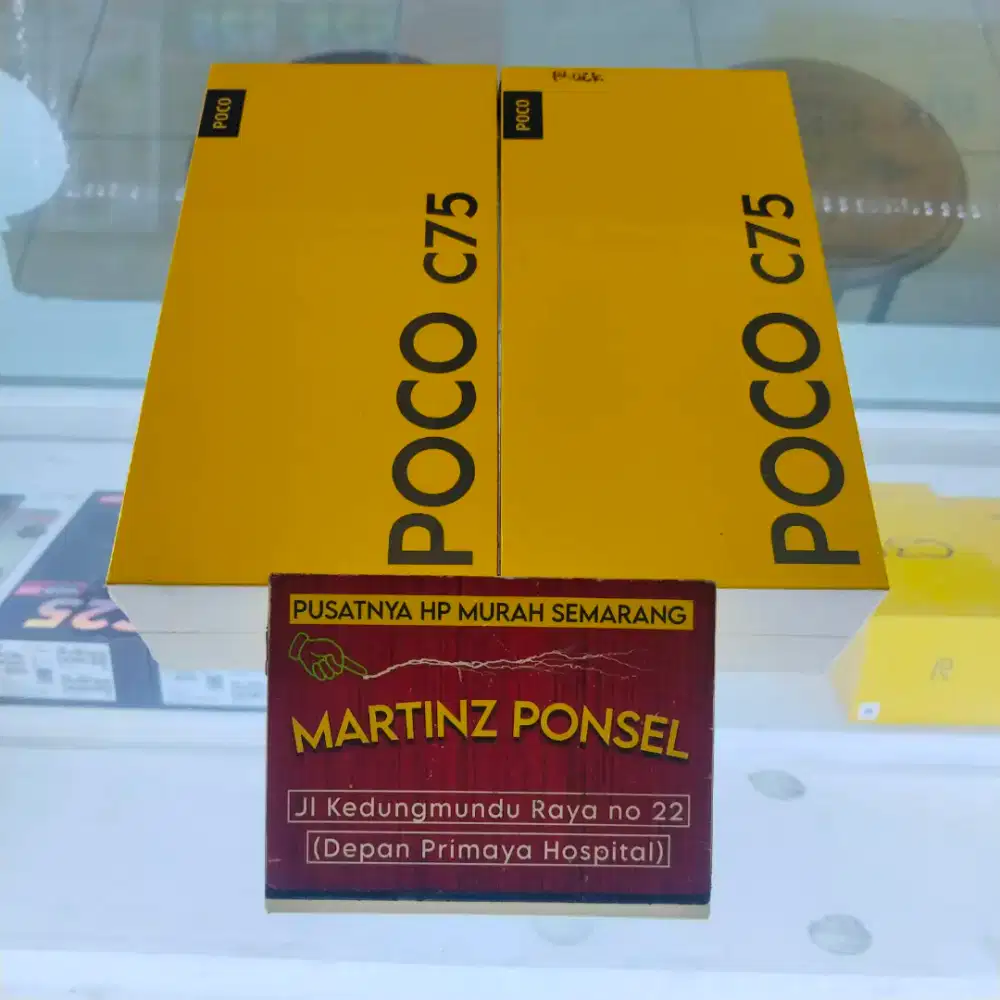 POCO
POCO C75
Black
POCO
POCO C75
C25
R
PUSATNYA HP MURAH SEMARANG
MARTINZ PONSEL
Jl Kedungmundu Raya no 22
(Depan Primaya Hospital)